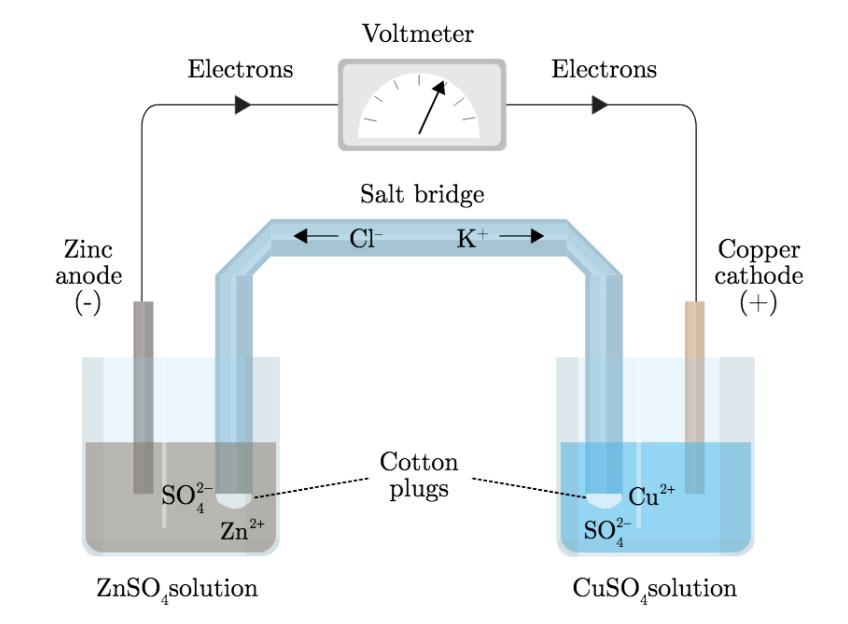 Voltmeter
Electrons
Electrons
Salt bridge
Cl⁻
K⁺
Zinc
anode
(-)
Copper
cathode
(+)
Cotton
plugs
SO₄²⁻
Zn²⁺
Cu²⁺
SO₄²⁻
ZnSO₄solution
CuSO₄solution